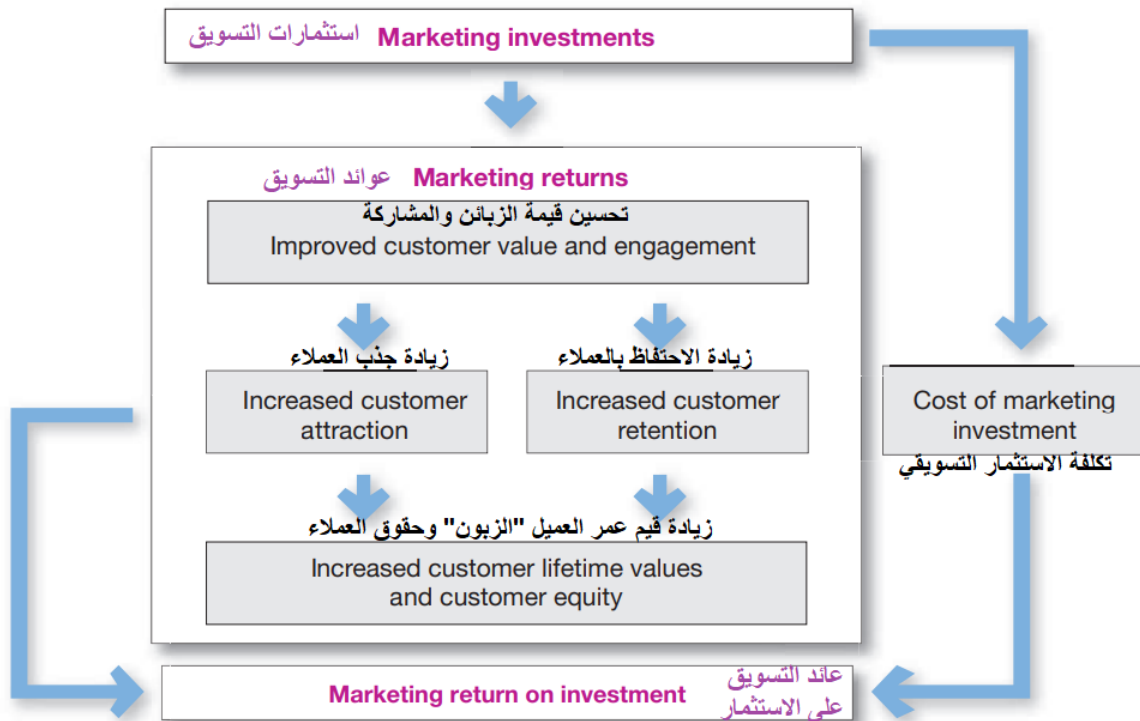 استثمارات التسويق Marketing investments
عوائد التسويق Marketing returns
تحسين قيمة الزبائن والمشاركة
Improved customer value and engagement
زيادة جذب العملاء
Increased customer
attraction
زيادة الاحتفاظ بالعملاء
Increased customer
retention
Cost of marketing
investment
تكلفة الاستثمار التسويقي
زيادة قيم عمر العميل "الزبون" وحقوق العملاء
Increased customer lifetime values
and customer equity
Marketing return on investment
عائد التسويق
على الاستثمار